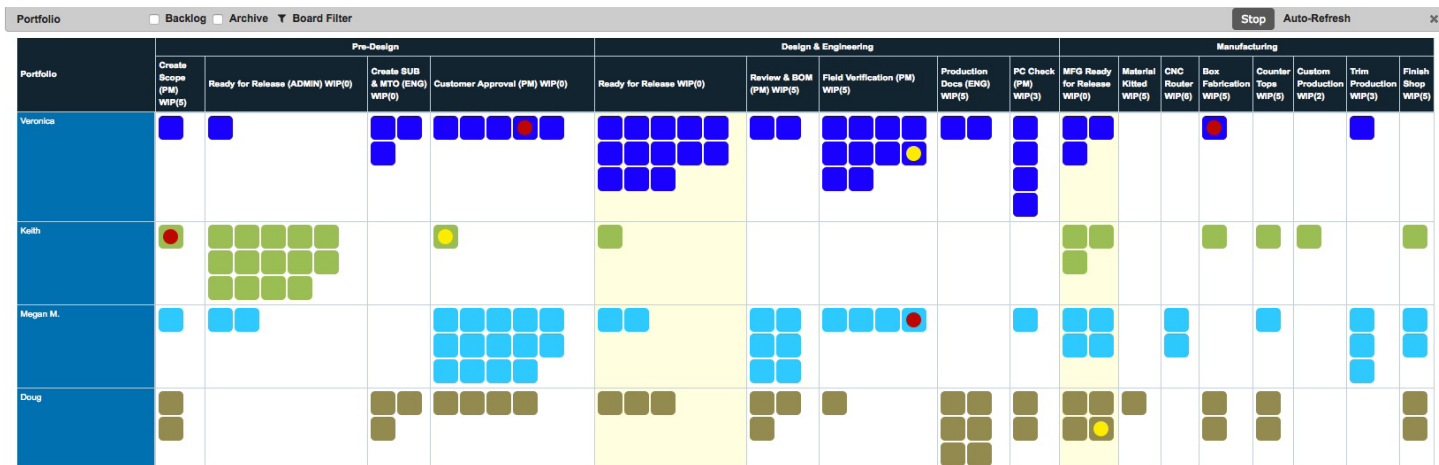 Portfolio Backlog Archive Board Filter Stop Auto-Refresh
Pre-Design Design & Engineering Manufacturing
Portfolio
Create
Scope
(PM)
WIP(5)
Ready for Release (ADMIN) WIP(0)
Create SUB
& MTO (ENG)
WIP(0)
Customer Approval (PM) WIP(0)
Ready for Release WIP(0)
Review & BOM
(PM) WIP(5)
Field Verification (PM)
WIP(5)
Production
Docs (ENG)
WIP(5)
PC Check
(PM)
WIP(3)
MFG Ready
for Release
WIP(0)
Material
Kitted
WIP(5)
CNC
Router
WIP(6)
Box
Fabrication
WIP(5)
Counter
Tops
WIP(5)
Custom
Production
WIP(2)
Trim
Production
WIP(3)
Finish
Shop
WIP(5)
Veronica
Keith
Megan M.
Doug